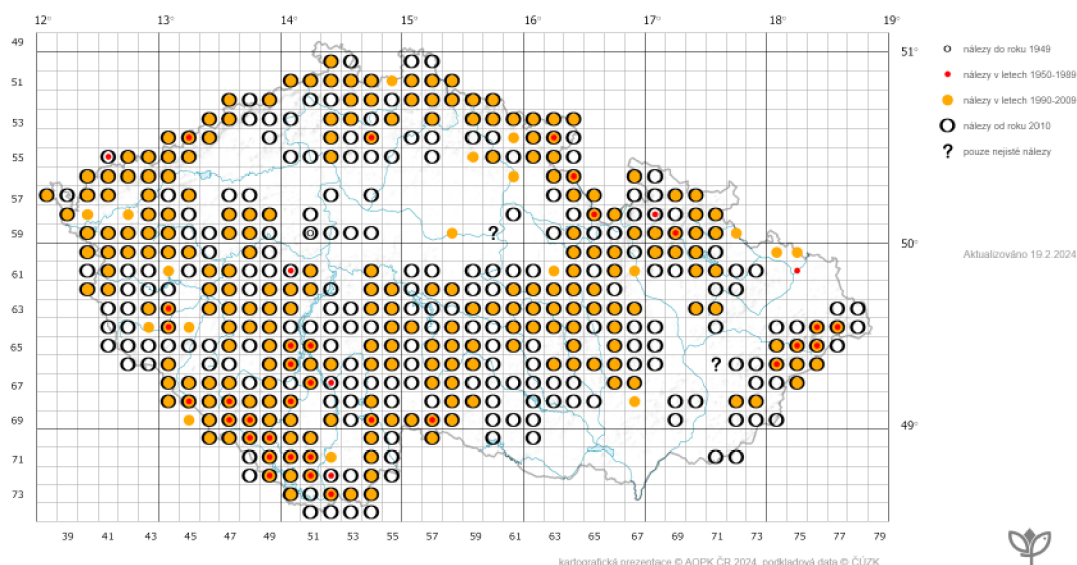 12° 13° 14° 15° 16° 17° 18° 19°
49
51°
51
53
55
57
59
50°
61
63
65
67
69
49°
71
73
39 41 43 45 47 49 51 53 55 57 59 61 63 65 67 69 71 73 75 77 79
nálezy do roku 1949
nálezy v letech 1950-1989
nálezy v letech 1990-2009
nálezy od roku 2010
? pouze nejisté nálezy
?
?
Aktualizováno 19.2.2024
kartografická prezentace © AOPK ČR 2024, podkladová data © ČÚZK